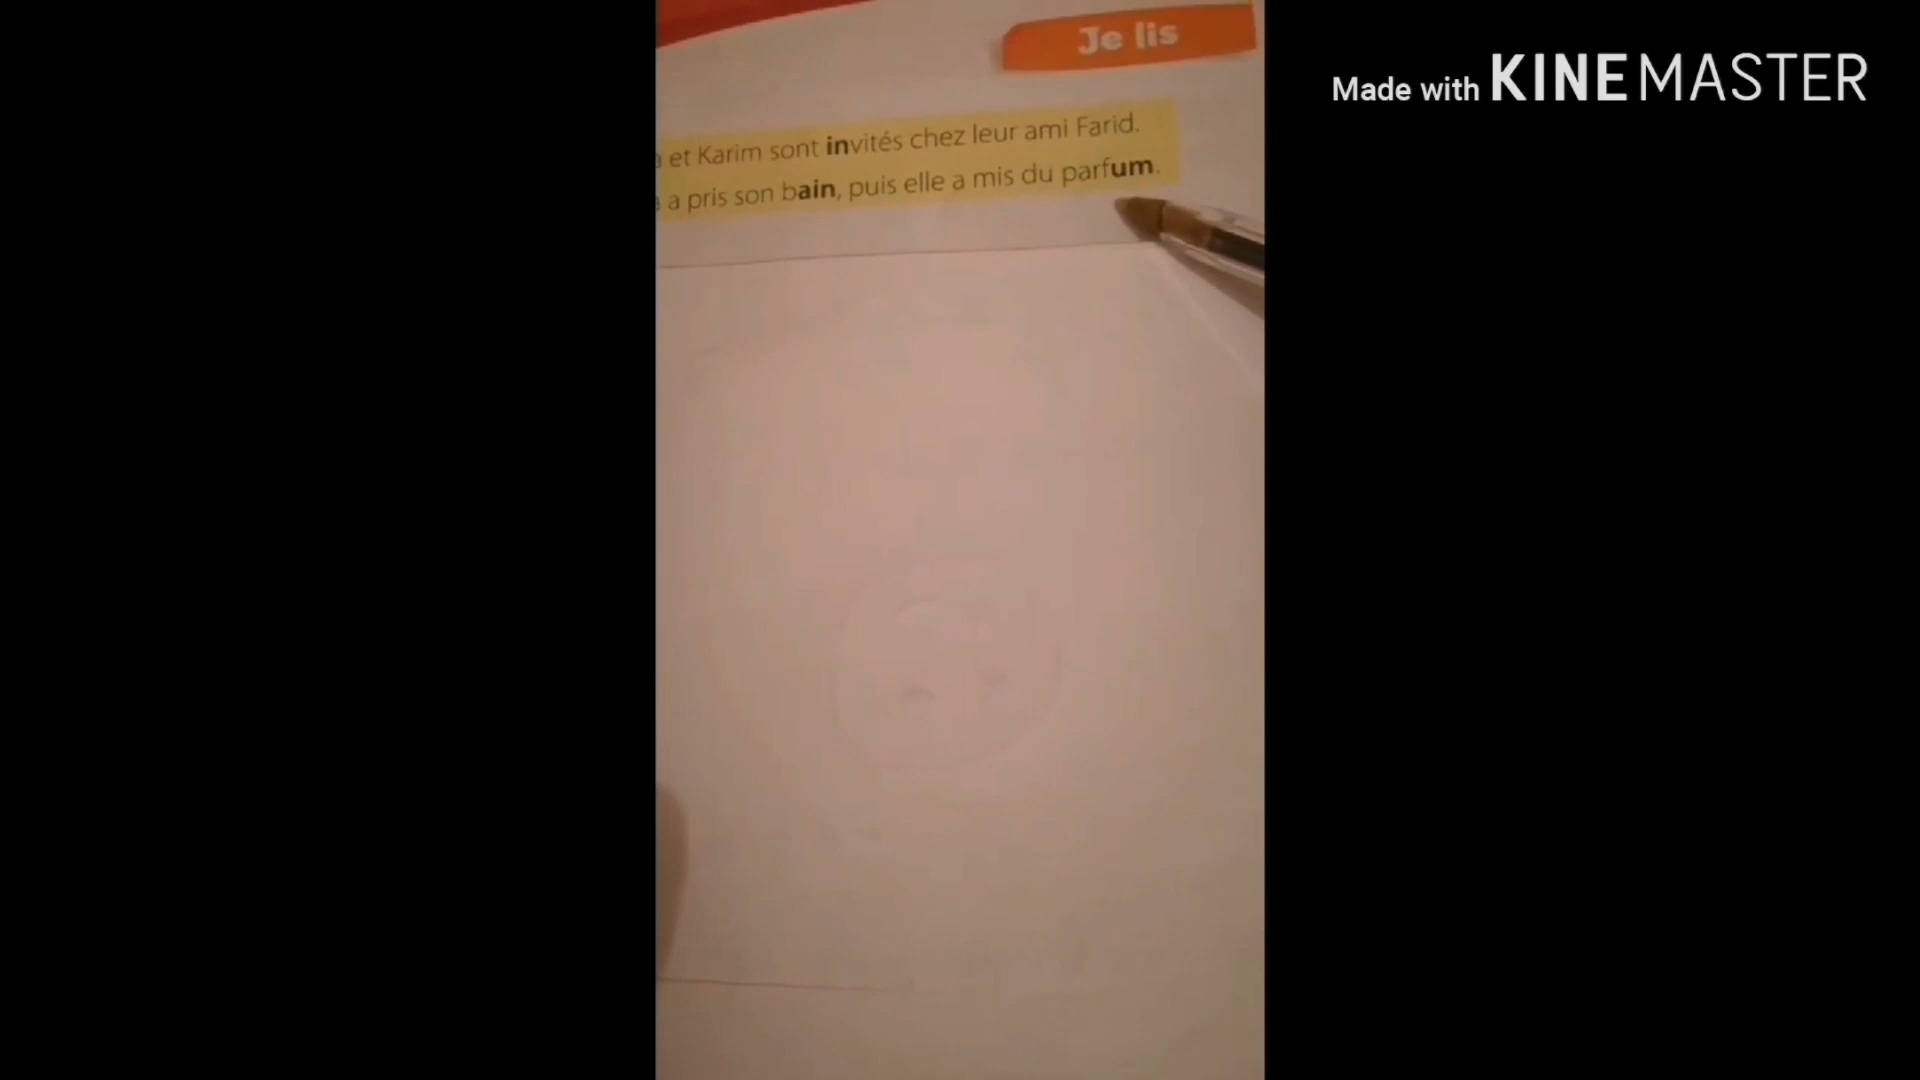 Je lis
Made with KINEMASTER
et Karim sont invités chez leur ami Farid.
a pris son bain, puis elle a mis du parfum.